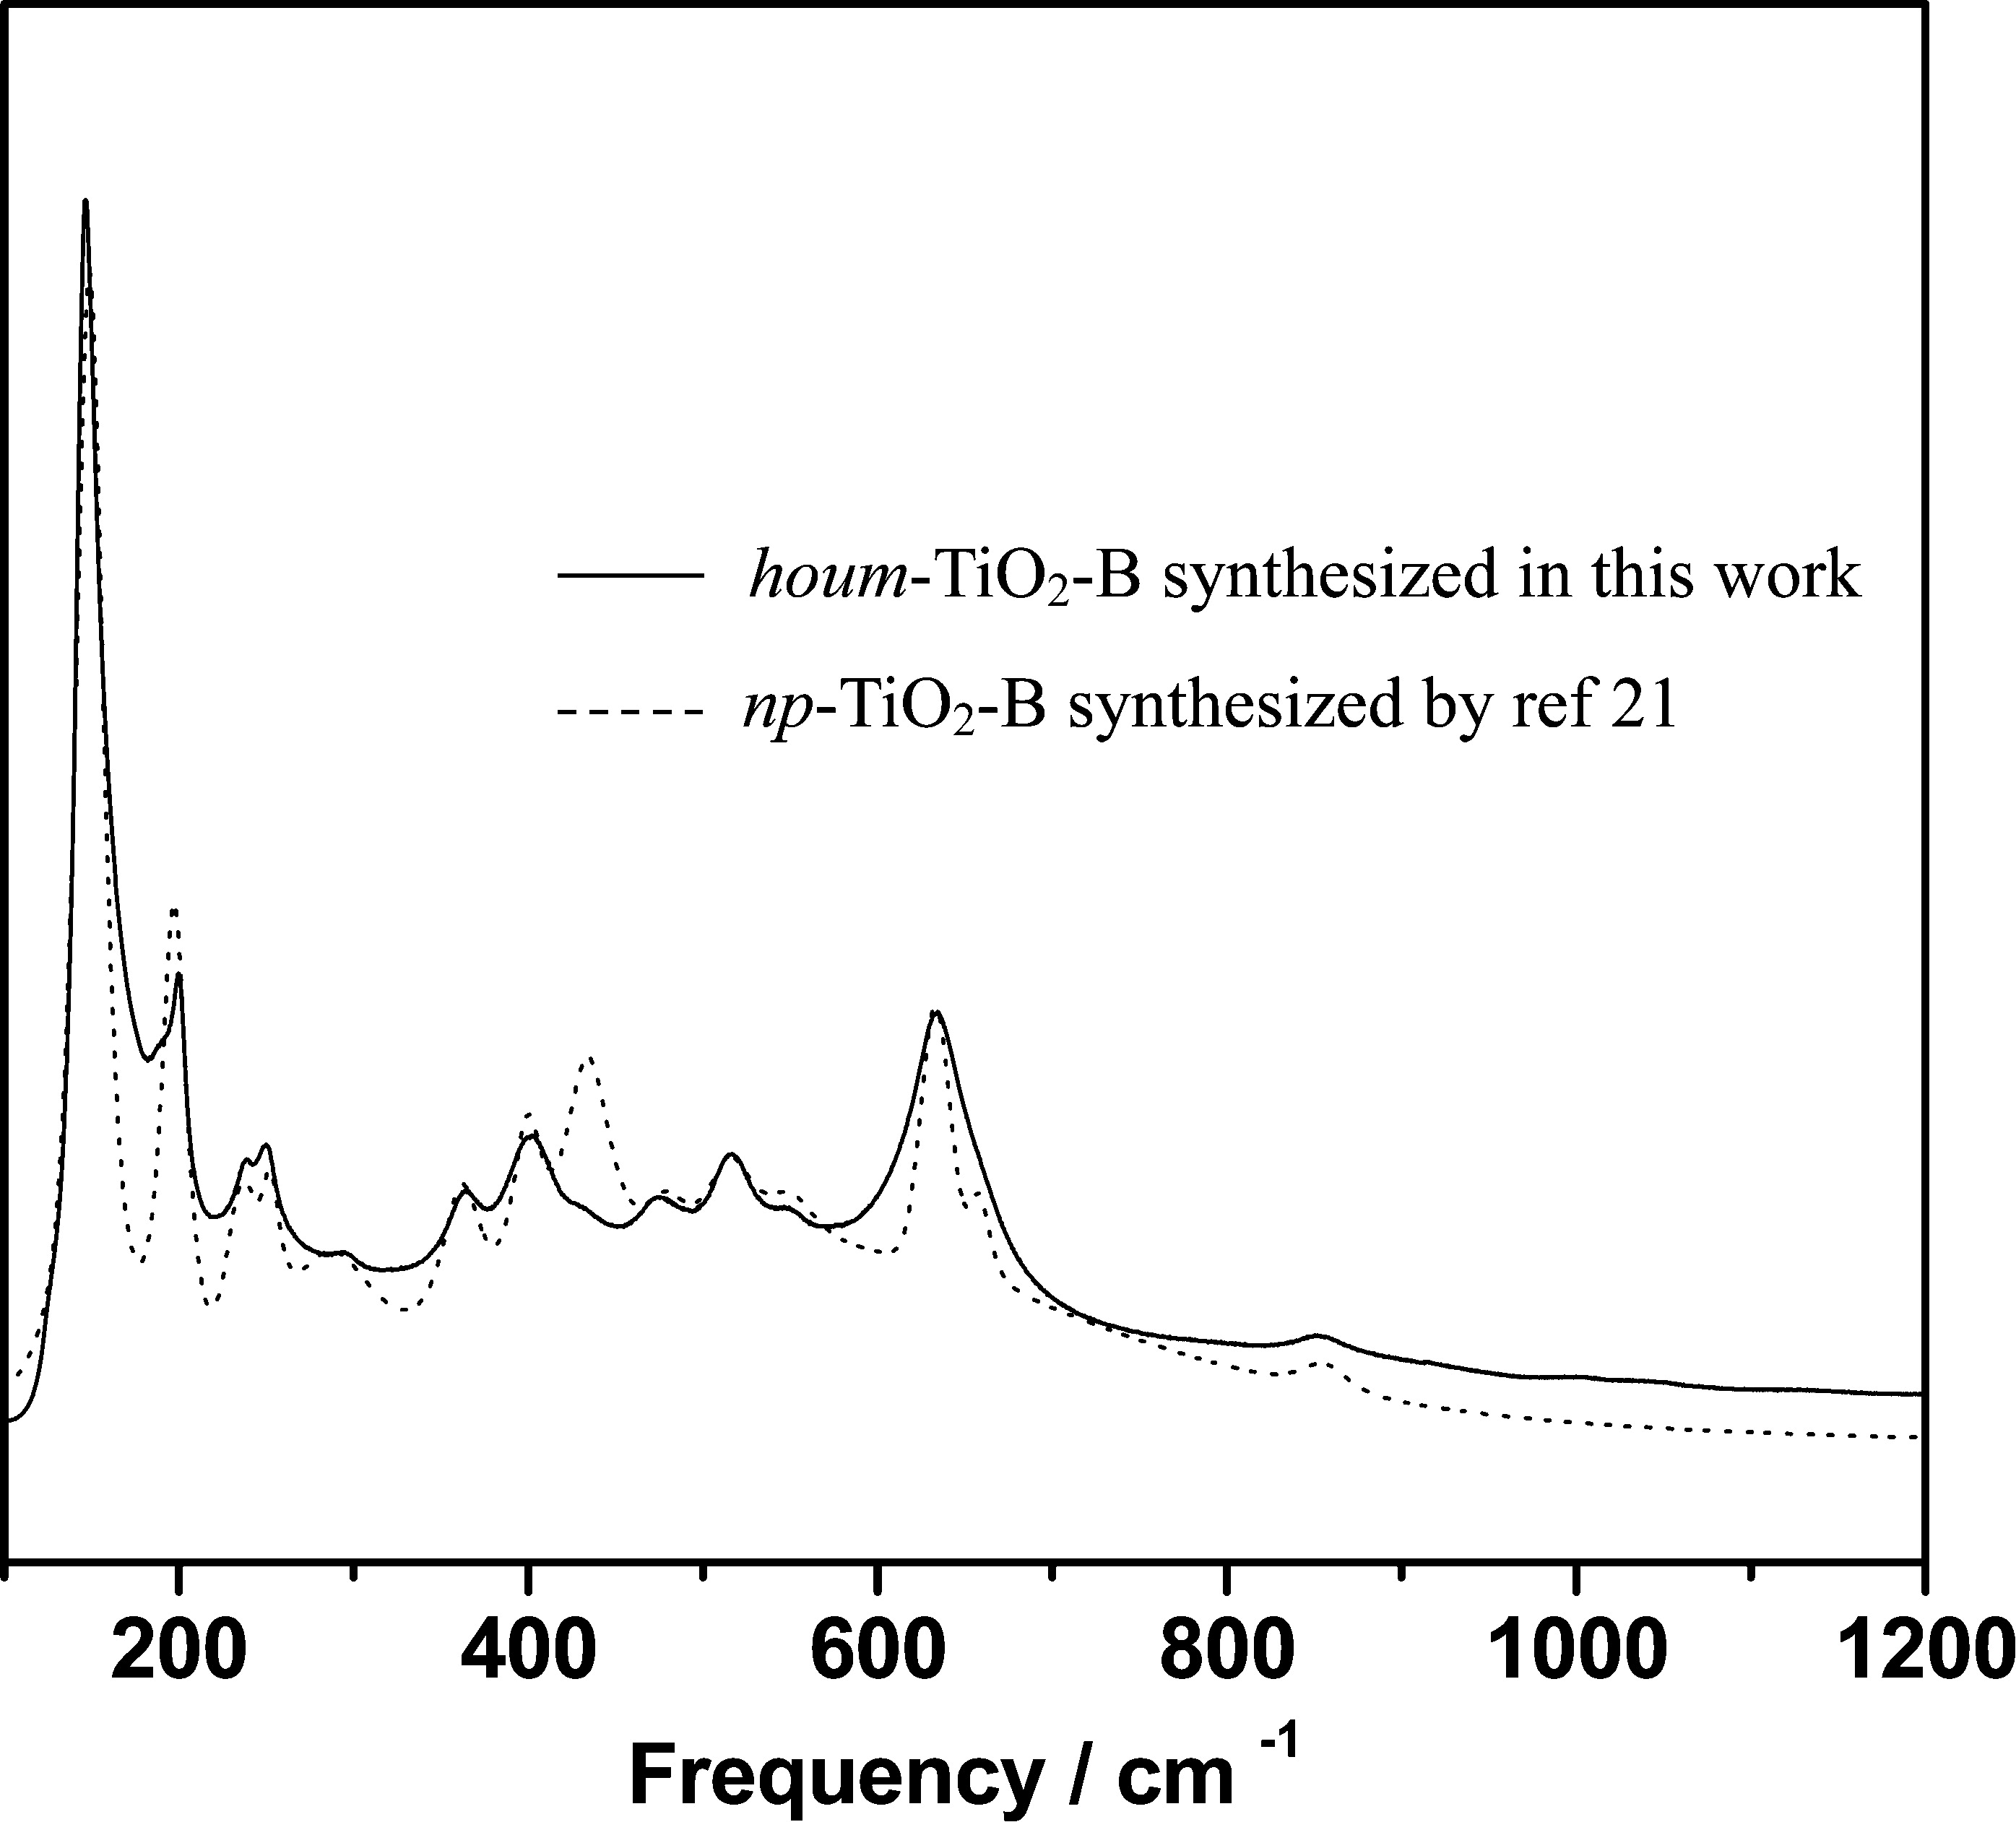 houm-TiO₂-B synthesized in this work
np-TiO₂-B synthesized by ref 21
200 400 600 800 1000 1200
Frequency / cm ⁻¹